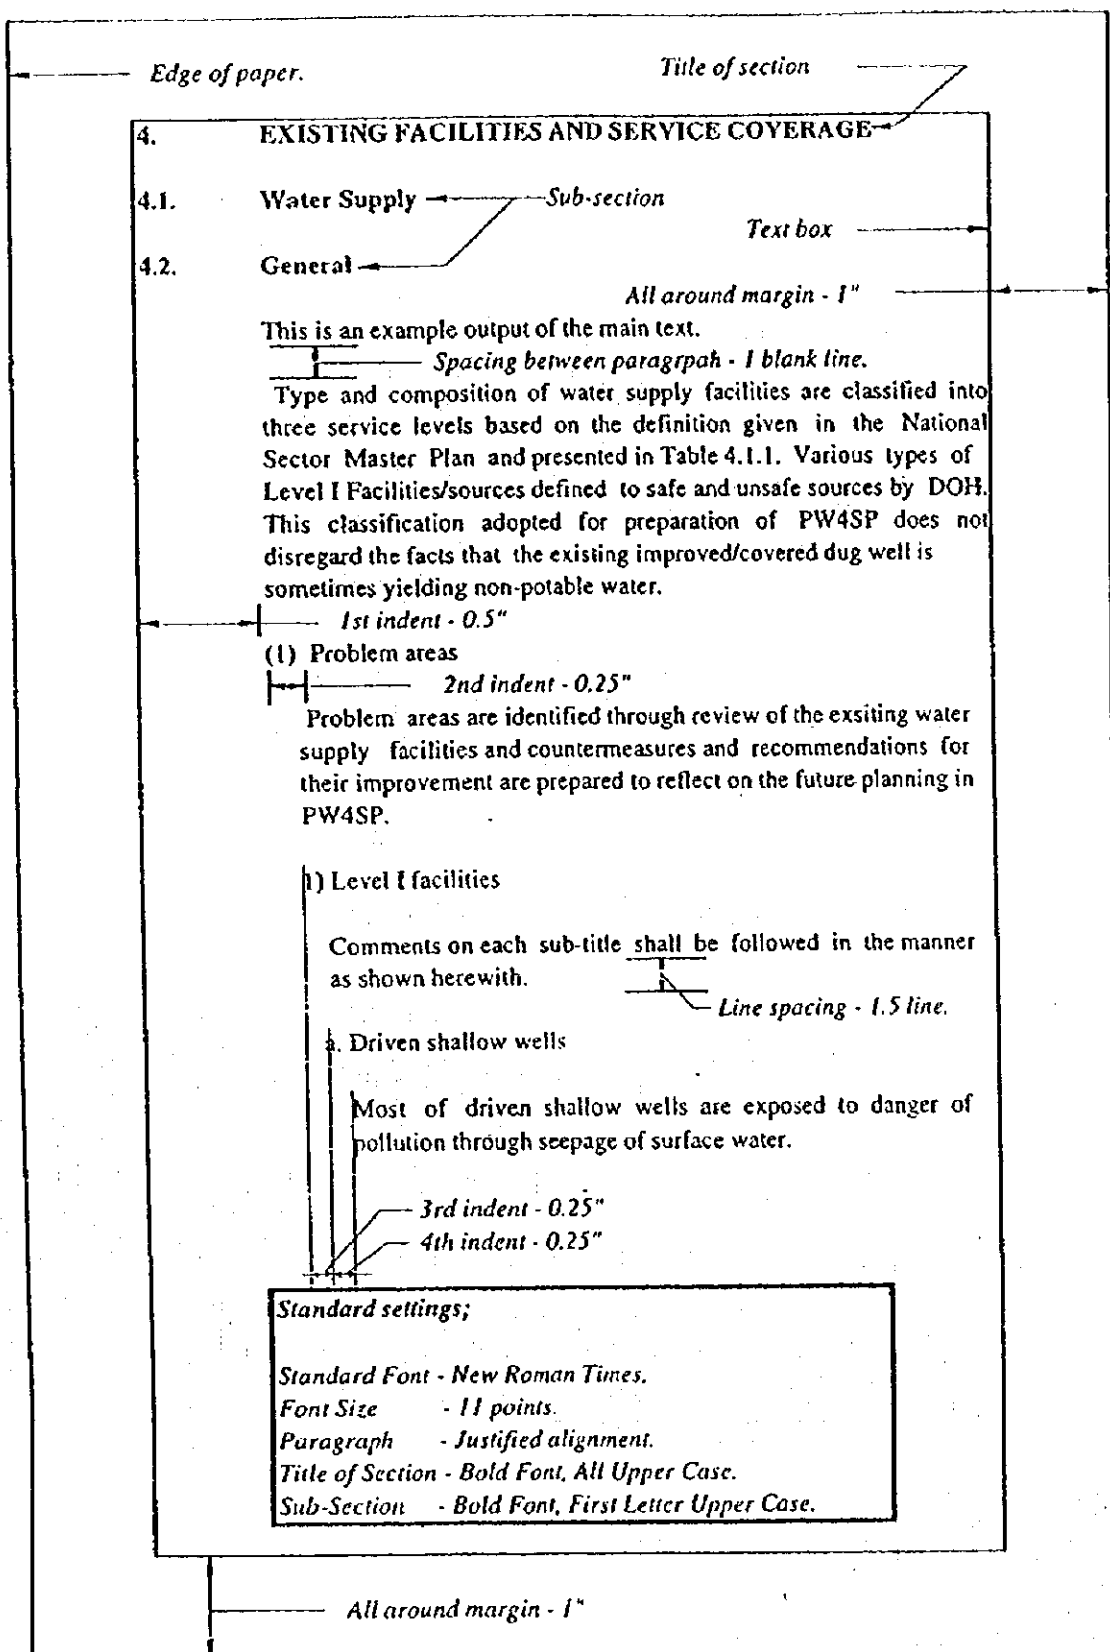 Edge of paper. Title of section
4. EXISTING FACILITIES AND SERVICE COVERAGE
4.1. Water Supply Sub-section
Text box
4.2. General
All around margin - 1"
This is an example output of the main text.
Spacing between paragrpah - 1 blank line.
Type and composition of water supply facilities are classified into
three service levels based on the definition given in the National
Sector Master Plan and presented in Table 4.1.1. Various types of
Level I Facilities/sources defined to safe and unsafe sources by DOH.
This classification adopted for preparation of PW4SP does not
disregard the facts that the existing improved/covered dug well is
sometimes yielding non-potable water.
1st indent - 0.5"
(1) Problem areas
2nd indent - 0.25"
Problem areas are identified through review of the exsiting water
supply facilities and countermeasures and recommendations for
their improvement are prepared to reflect on the future planning in
PW4SP.
1) Level I facilities
Comments on each sub-title shall be followed in the manner
as shown herewith.
Line spacing - 1.5 line.
a. Driven shallow wells
Most of driven shallow wells are exposed to danger of
pollution through seepage of surface water.
3rd indent - 0.25"
4th indent - 0.25"
Standard settings;
Standard Font - New Roman Times.
Font Size - 11 points.
Paragraph - Justified alignment.
Title of Section - Bold Font, All Upper Case.
Sub-Section - Bold Font, First Letter Upper Case.
All around margin - 1"